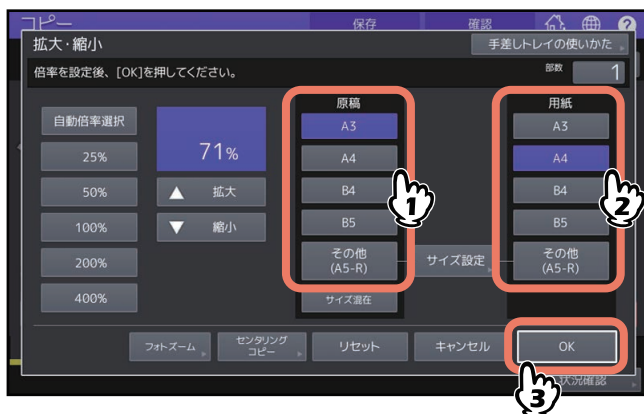 コピー
保存
確認
拡大・縮小
手差しトレイの使いかた
倍率を設定後、[OK]を押してください。
部数
1
原稿
用紙
自動倍率選択
25%
50%
100%
200%
400%
71%
拡大
縮小
A3
A4
B4
B5
その他
(A5-R)
サイズ混在
サイズ設定
A3
A4
B4
B5
その他
(A5-R)
1
2
フォトズーム
センタリング
コピー
リセット
キャンセル
OK
3
状況確認